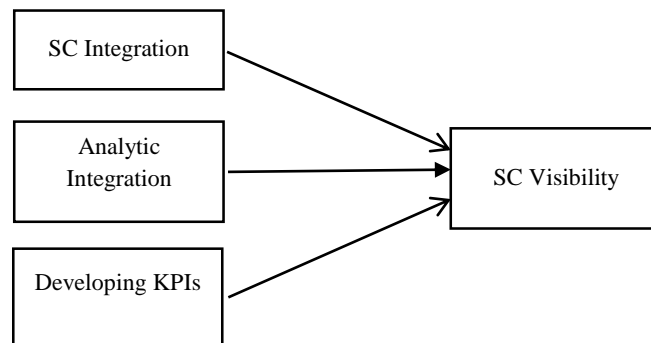 SC Integration
Analytic
Integration
SC Visibility
Developing KPIs